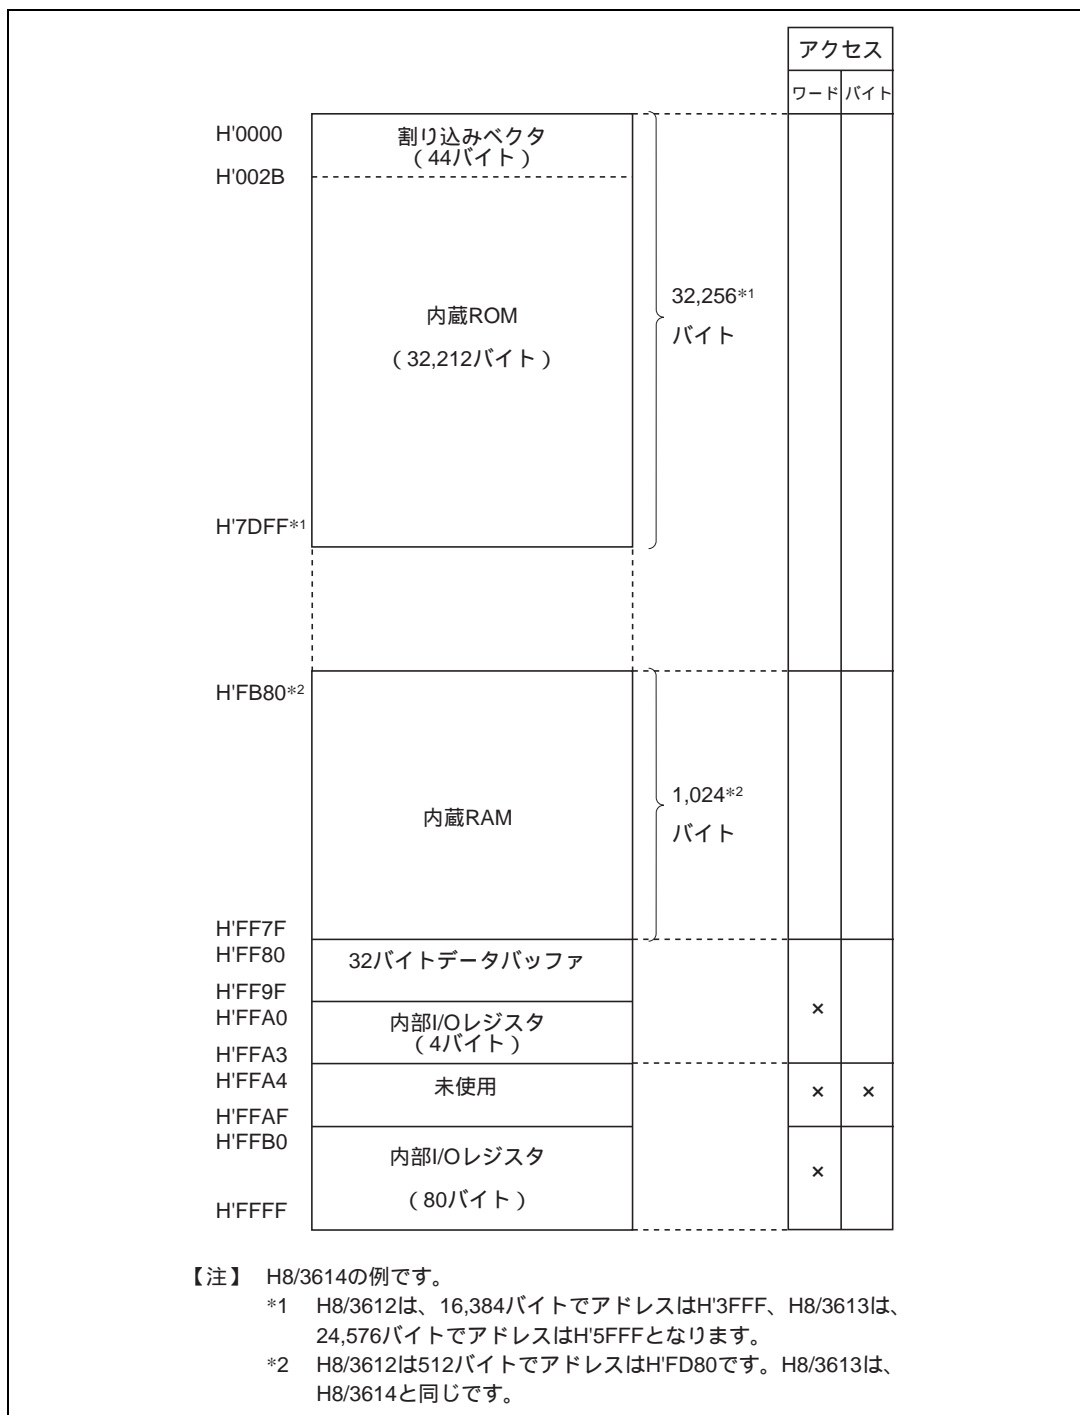 アクセス
ワード バイト
H'0000
割り込みベクタ
（44バイト）
H'002B
内蔵ROM
（32,212バイト）
32,256*1
バイト
H'7DFF*1
H'FB80*2
内蔵RAM
1,024*2
バイト
H'FF7F
H'FF80
32バイトデータバッファ
H'FF9F
H'FFA0
内部I/Oレジスタ
（4バイト）
×
H'FFA3
H'FFA4
未使用
× ×
H'FFAF
H'FFB0
内部I/Oレジスタ
（80バイト）
×
H'FFFF
【注】 H8/3614の例です。
*1 H8/3612は、16,384バイトでアドレスはH'3FFF、H8/3613は、
24,576バイトでアドレスはH'5FFFとなります。
*2 H8/3612は512バイトでアドレスはH'FD80です。H8/3613は、
H8/3614と同じです。